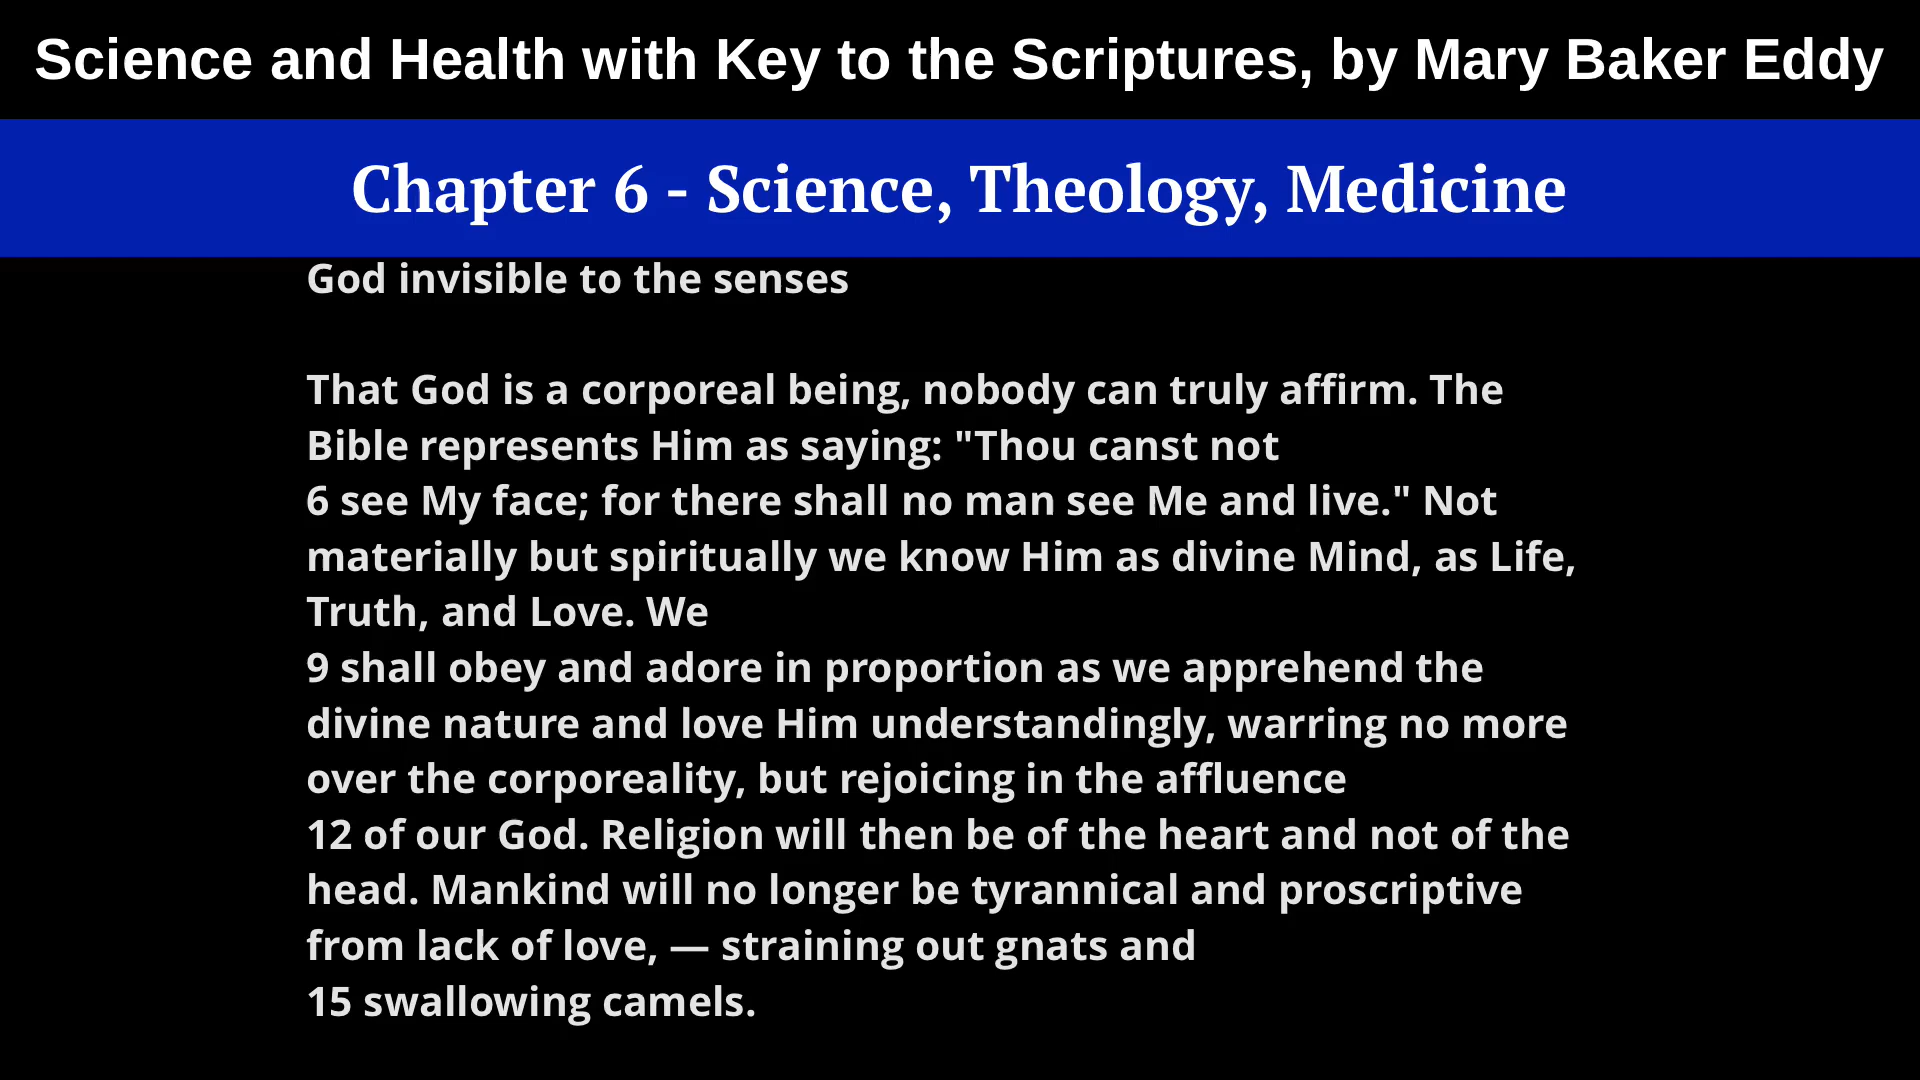 Science and Health with Key to the Scriptures, by Mary Baker Eddy
Chapter 6 - Science, Theology, Medicine
God invisible to the senses
That God is a corporeal being, nobody can truly affirm. The
Bible represents Him as saying: "Thou canst not
6 see My face; for there shall no man see Me and live." Not
materially but spiritually we know Him as divine Mind, as Life,
Truth, and Love. We
9 shall obey and adore in proportion as we apprehend the
divine nature and love Him understandingly, warring no more
over the corporeality, but rejoicing in the affluence
12 of our God. Religion will then be of the heart and not of the
head. Mankind will no longer be tyrannical and proscriptive
from lack of love, — straining out gnats and
15 swallowing camels.